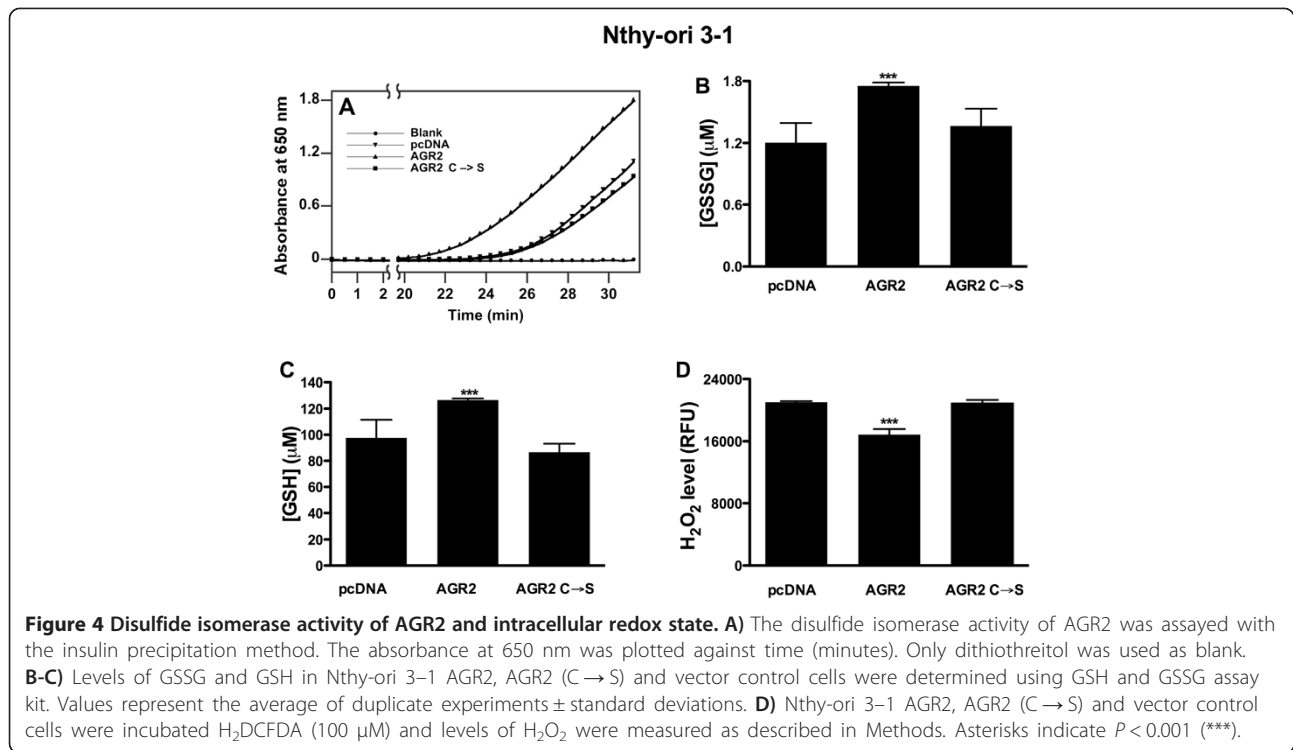 Nthy-ori 3-1
A
Absorbance at 650 nm
1.8
1.2
0.6
0
Blank
pcDNA
AGR2
AGR2 C -> S
0 1 2 20 22 24 26 28 30
Time (min)
B
[GSSG] (μM)
1.8
1.2
0.6
0.0
***
pcDNA AGR2 AGR2 C→S
C
[GSH] (μM)
140
120
100
80
60
40
20
0
***
pcDNA AGR2 AGR2 C→S
D
H₂O₂ level (RFU)
24000
16000
8000
0
***
pcDNA AGR2 AGR2 C→S
Figure 4 Disulfide isomerase activity of AGR2 and intracellular redox state. A) The disulfide isomerase activity of AGR2 was assayed with
the insulin precipitation method. The absorbance at 650 nm was plotted against time (minutes). Only dithiothreitol was used as blank.
B-C) Levels of GSSG and GSH in Nthy-ori 3–1 AGR2, AGR2 (C → S) and vector control cells were determined using GSH and GSSG assay
kit. Values represent the average of duplicate experiments ± standard deviations. D) Nthy-ori 3–1 AGR2, AGR2 (C → S) and vector control
cells were incubated H₂DCFDA (100 μM) and levels of H₂O₂ were measured as described in Methods. Asterisks indicate P < 0.001 (***).